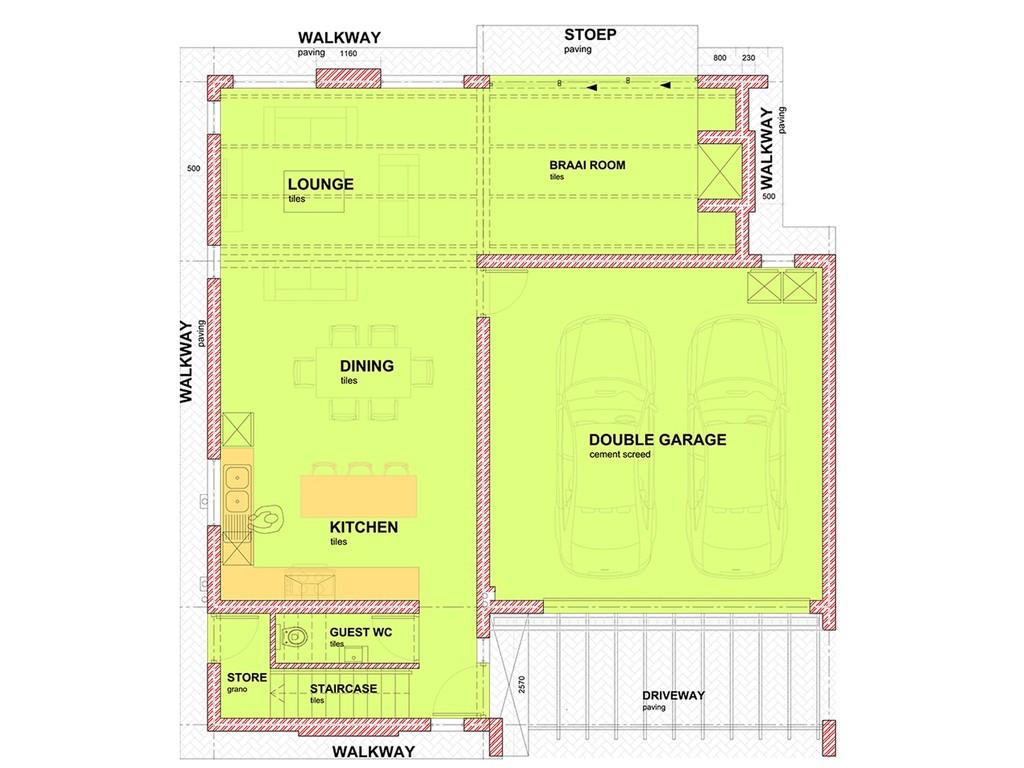 WALKWAY
paving
1160
STOEP
paving
800
230
WALKWAY
paving
500
500
BRAAI ROOM
tiles
LOUNGE
tiles
WALKWAY
paving
DINING
tiles
DOUBLE GARAGE
cement screed
KITCHEN
tiles
GUEST WC
tiles
STORE
grano
STAIRCASE
tiles
2570
DRIVEWAY
paving
WALKWAY